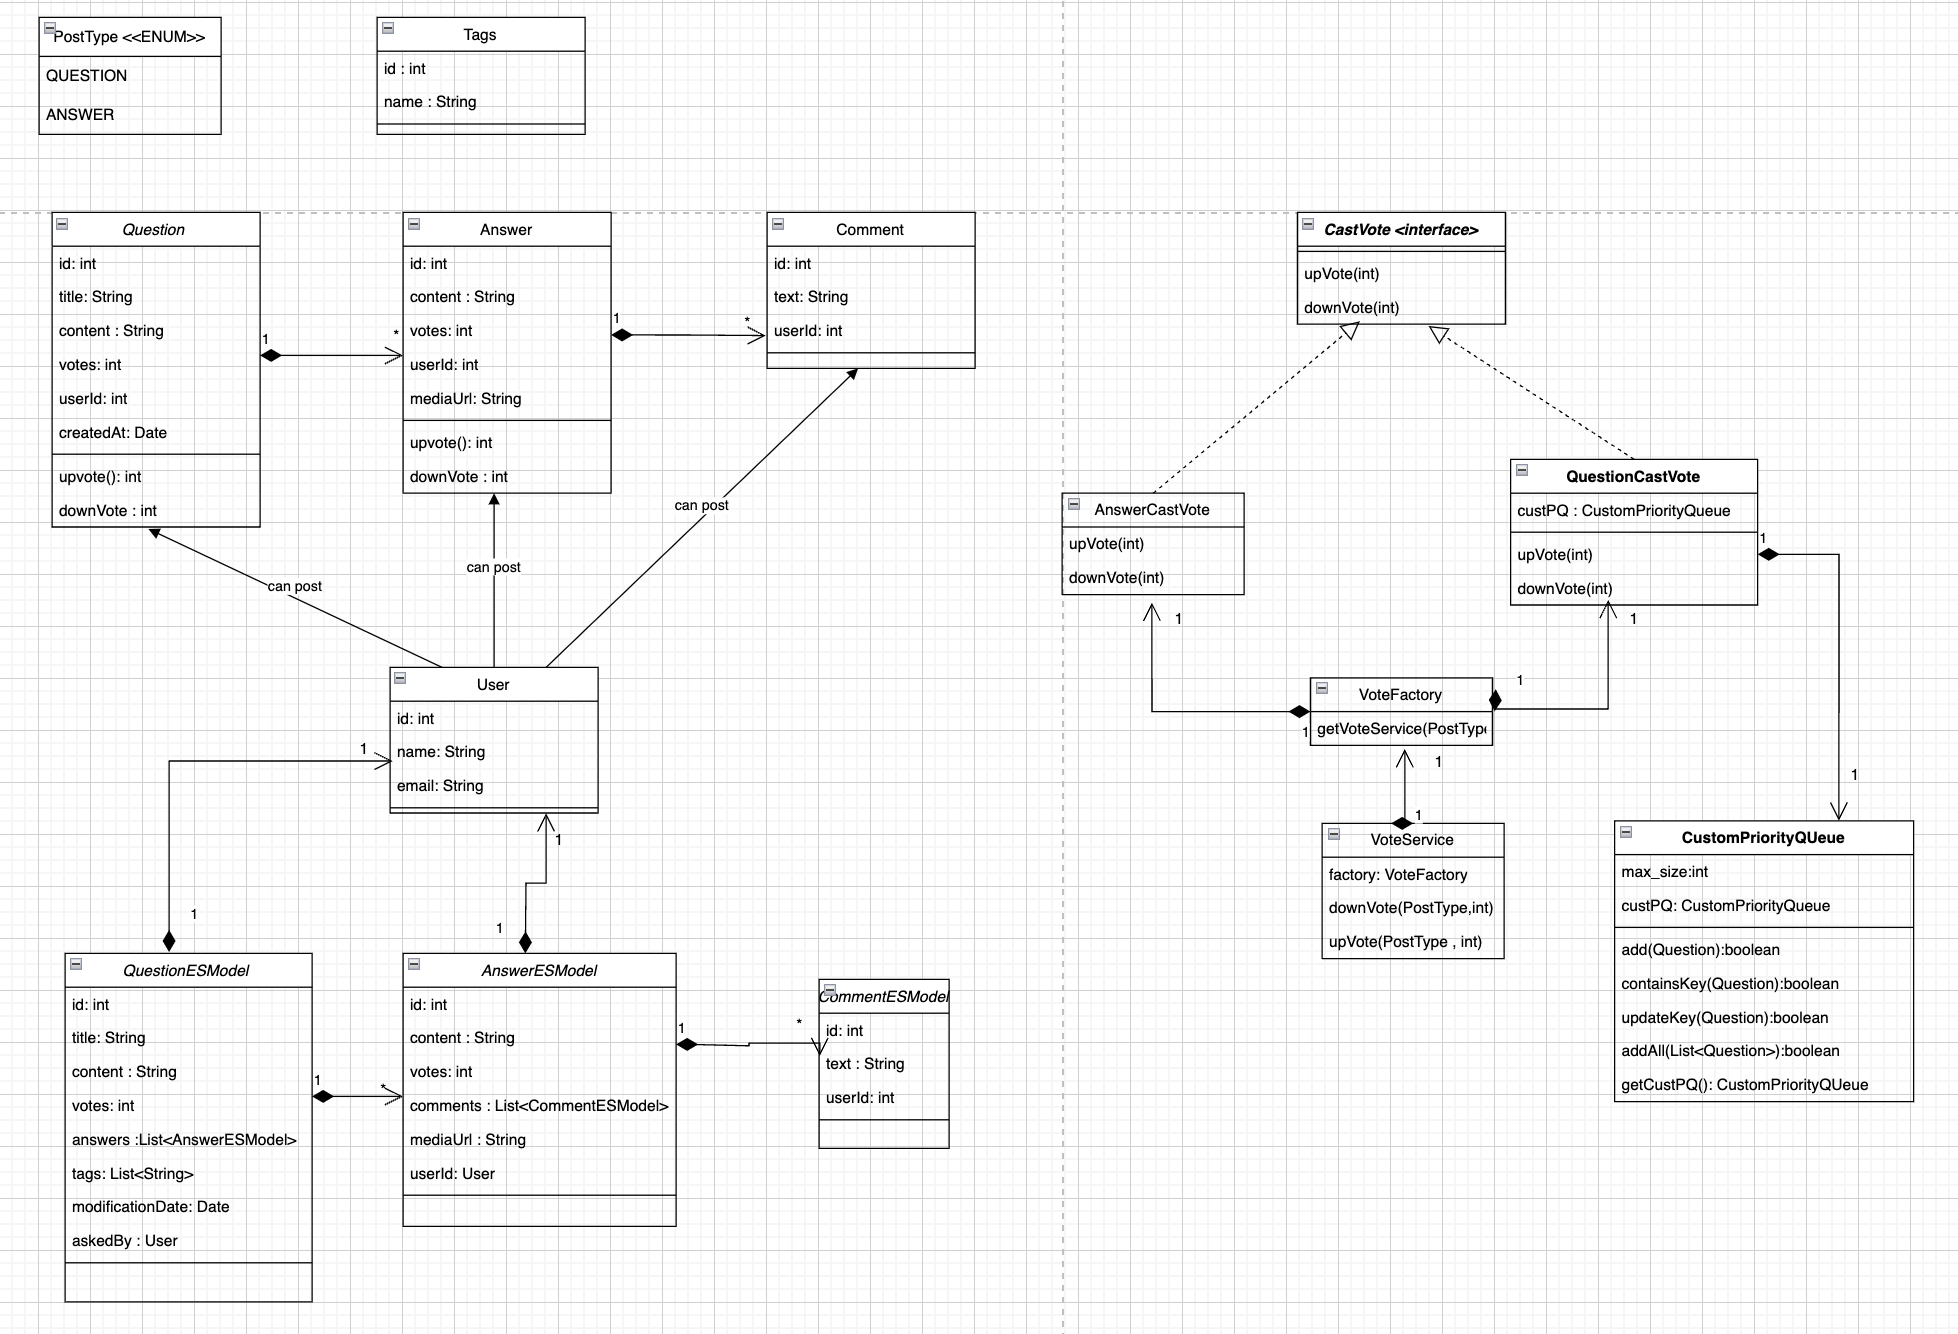 PostType <<ENUM>>
QUESTION
ANSWER
Tags
id : int
name : String
Question
id: int
title: String
content : String
votes: int
userId: int
createdAt: Date
upvote(): int
downVote : int
1
*
Answer
id: int
content : String
votes: int
userId: int
mediaUrl: String
upvote(): int
downVote : int
1
*
Comment
id: int
text: String
userId: int
can post
can post
can post
User
id: int
name: String
email: String
1
1
1
1
QuestionESModel
id: int
title: String
content : String
votes: int
answers :List<AnswerESModel>
tags: List<String>
modificationDate: Date
askedBy : User
1
*
AnswerESModel
id: int
content : String
votes: int
comments : List<CommentESModel>
mediaUrl : String
userId: User
1
*
CommentESModel
id: int
text : String
userId: int
CastVote <interface>
upVote(int)
downVote(int)
AnswerCastVote
upVote(int)
downVote(int)
QuestionCastVote
custPQ : CustomPriorityQueue
upVote(int)
downVote(int)
1
1
1
1
1
VoteFactory
getVoteService(PostType
1
1
VoteService
factory: VoteFactory
downVote(PostType,int)
upVote(PostType , int)
1
CustomPriorityQUeue
max_size:int
custPQ: CustomPriorityQueue
add(Question):boolean
containsKey(Question):boolean
updateKey(Question):boolean
addAll(List<Question>):boolean
getCustPQ(): CustomPriorityQUeue